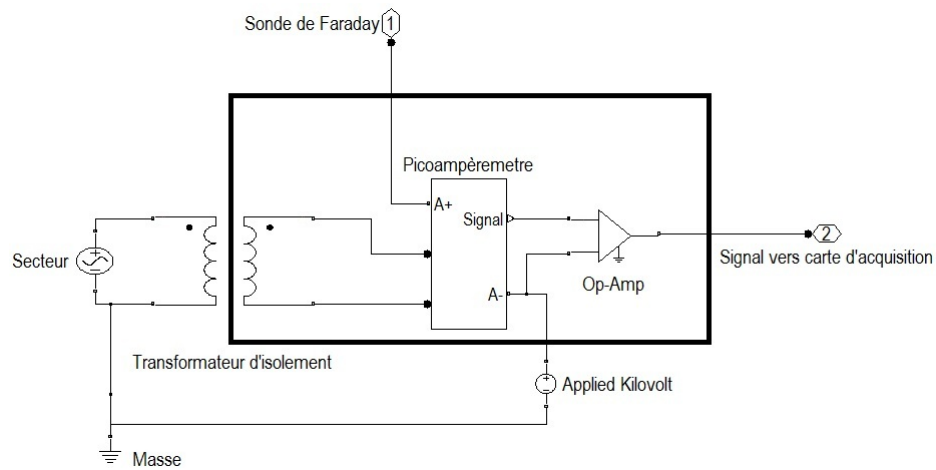 Sonde de Faraday 1
Picoampèremetre
A+
Signal
Secteur
2
Signal vers carte d'acquisition
A-
Op-Amp
Transformateur d'isolement
Applied Kilovolt
Masse